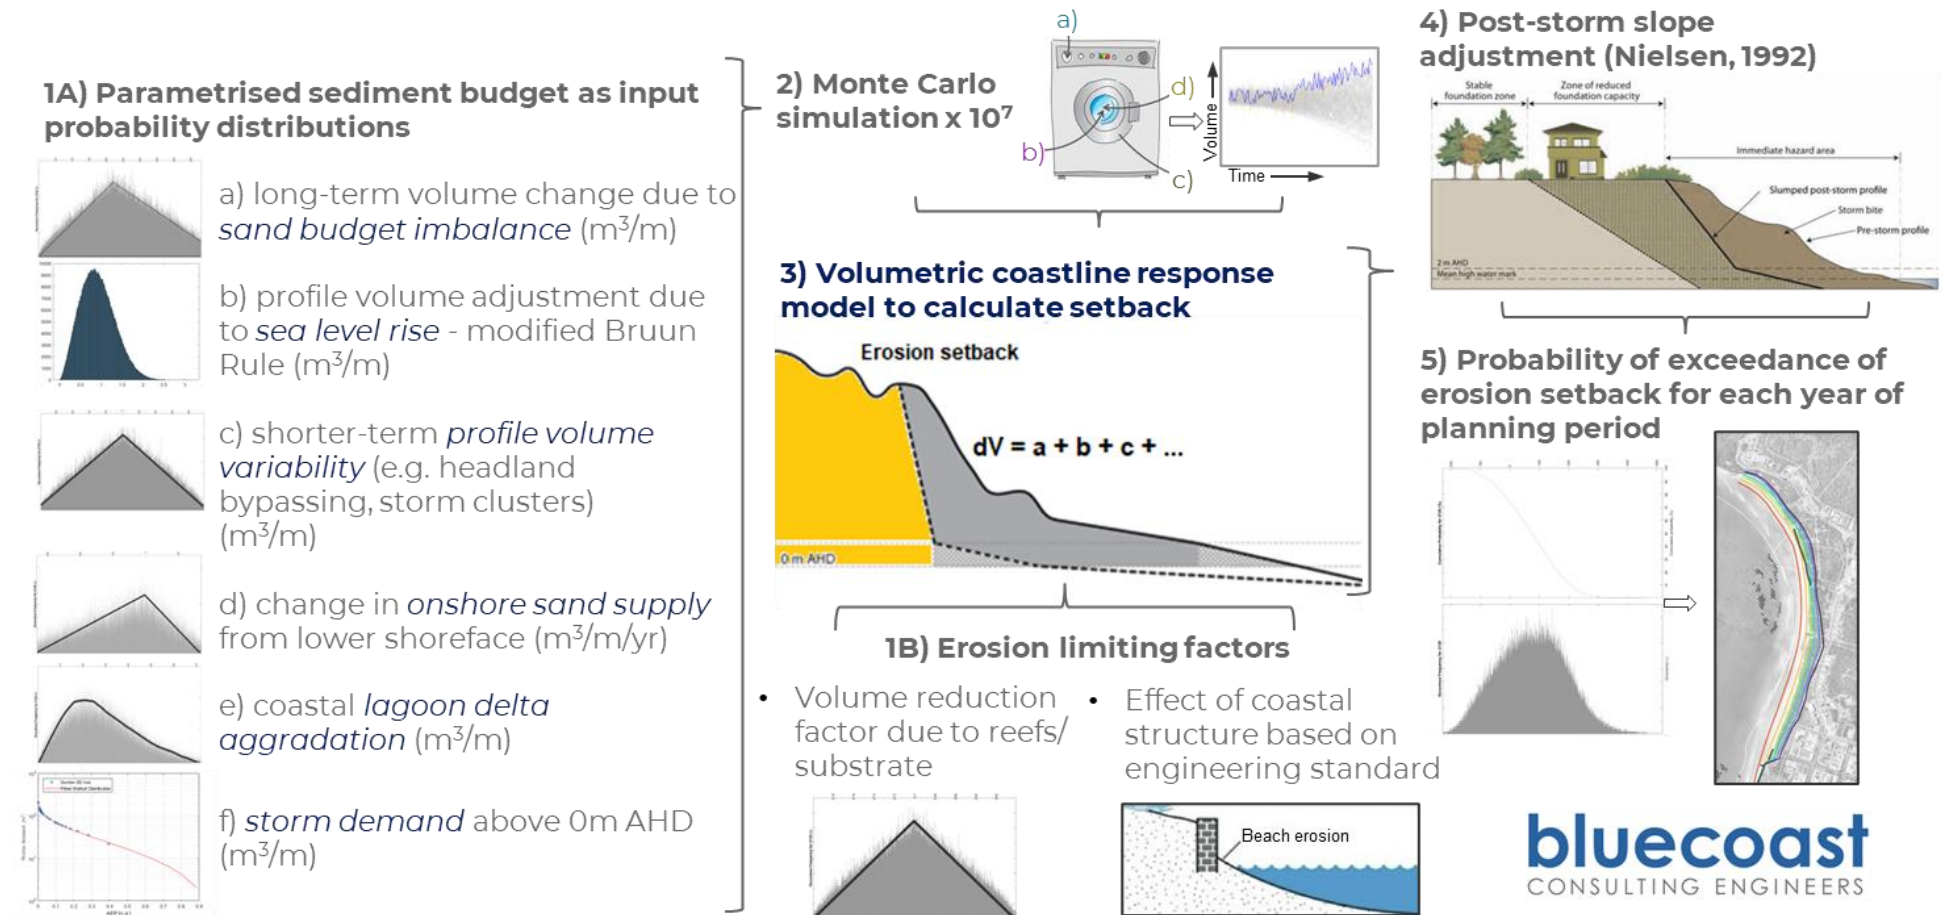 1A) Parametrised sediment budget as input
probability distributions
a) long-term volume change due to
sand budget imbalance (m³/m)
b) profile volume adjustment due
to sea level rise - modified Bruun
Rule (m³/m)
c) shorter-term profile volume
variability (e.g. headland
bypassing, storm clusters)
(m³/m)
d) change in onshore sand supply
from lower shoreface (m³/m/yr)
e) coastal lagoon delta
aggradation (m³/m)
f) storm demand above 0m AHD
(m³/m)
2) Monte Carlo
simulation x 10⁷
a)
b)
c)
d)
Volume
Time
3) Volumetric coastline response
model to calculate setback
Erosion setback
dV = a + b + c + ...
0 m AHD
1B) Erosion limiting factors
• Volume reduction
factor due to reefs/
substrate
• Effect of coastal
structure based on
engineering standard
Beach erosion
4) Post-storm slope
adjustment (Nielsen, 1992)
Stable
foundation zone
Zone of reduced
foundation capacity
Immediate hazard area
Slumped post-storm profile
Storm bite
Pre-storm profile
2 m AHD
Mean high water mark
5) Probability of exceedance of
erosion setback for each year of
planning period
bluecoast
CONSULTING ENGINEERS